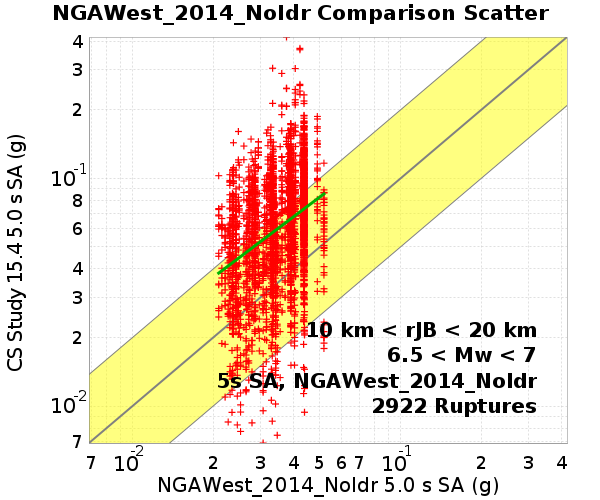 NGAWest_2014_NoIdr Comparison Scatter
4
3
2
10⁻¹
8
6
4
3
2
10⁻²
7
CS Study 15.4 5.0 s SA (g)
10 km < rJB < 20 km
6.5 < Mw < 7
5s SA, NGAWest_2014_NoIdr
2922 Ruptures
7 10⁻² 2 3 4 5 6 7 10⁻¹ 2 3 4
NGAWest_2014_NoIdr 5.0 s SA (g)